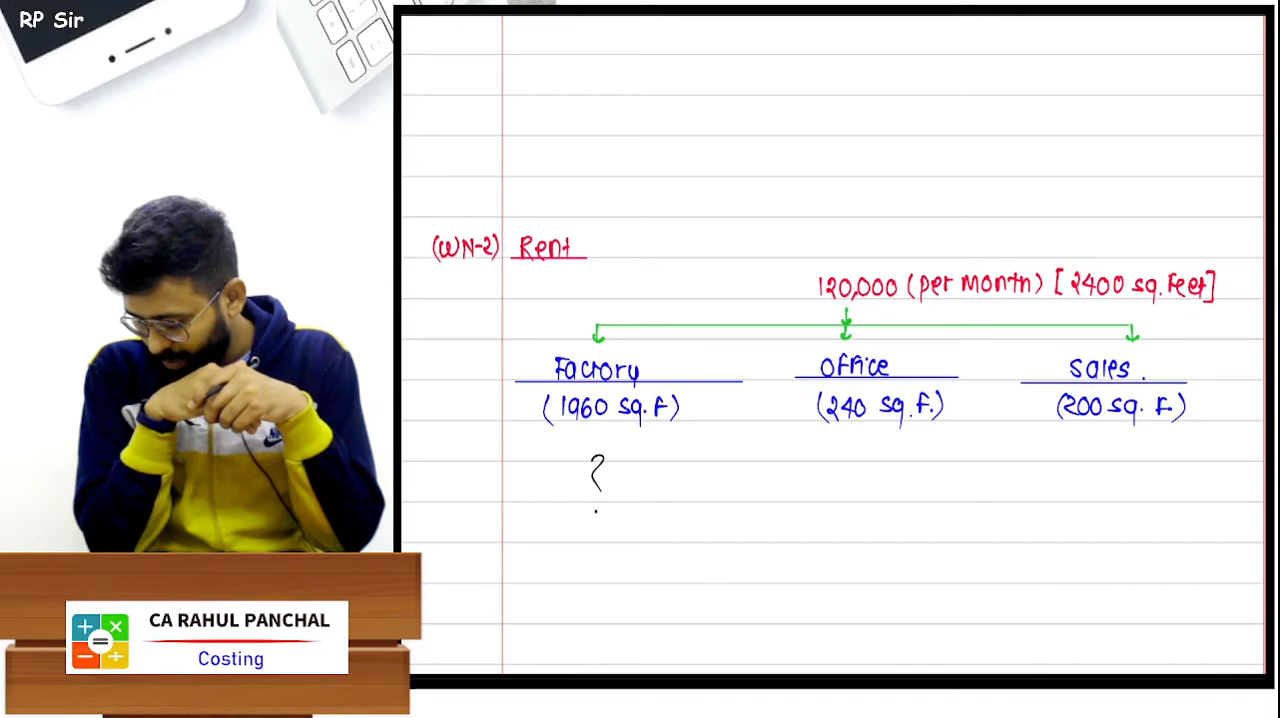 RP Sir
(WN-2) Rent
120,000 (per month) [2400 sq. feet]
Factory office sales.
(1960 sq. f) (240 sq. f.) (200 sq. f.)
?
CA RAHUL PANCHAL
Costing